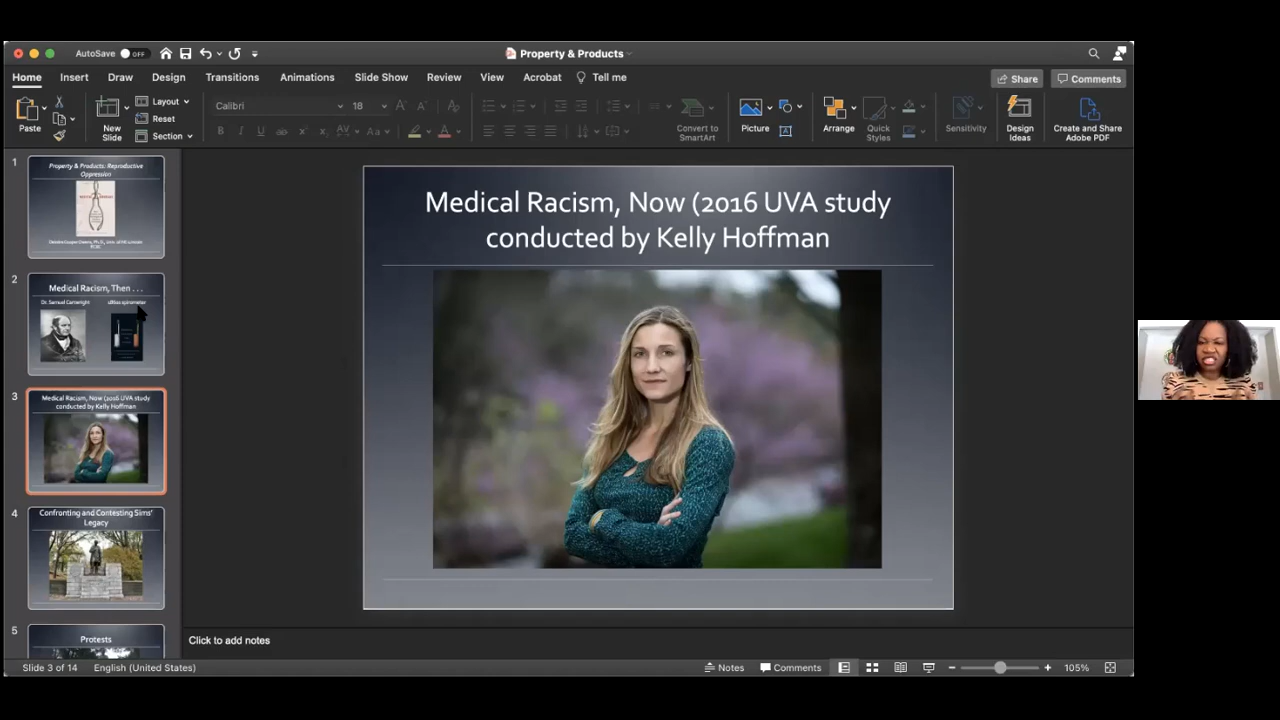 AutoSave OFF
Property & Products
Home Insert Draw Design Transitions Animations Slide Show Review View Acrobat Tell me
Share Comments
Paste
New Slide
Layout
Reset
Section
Calibri 18
Convert to SmartArt
Picture
Arrange
Quick Styles
Sensitivity
Design Ideas
Create and Share Adobe PDF
1
Property & Products: Reproductive
Oppression
2
Medical Racism, Then . . .
Dr. Samuel Cartwright
3
Medical Racism, Now (2016 UVA study
conducted by Kelly Hoffman
4
Confronting and Contesting Sims'
Legacy
5
Protests
Medical Racism, Now (2016 UVA study
conducted by Kelly Hoffman
Click to add notes
Slide 3 of 14 English (United States)
Notes Comments 105%